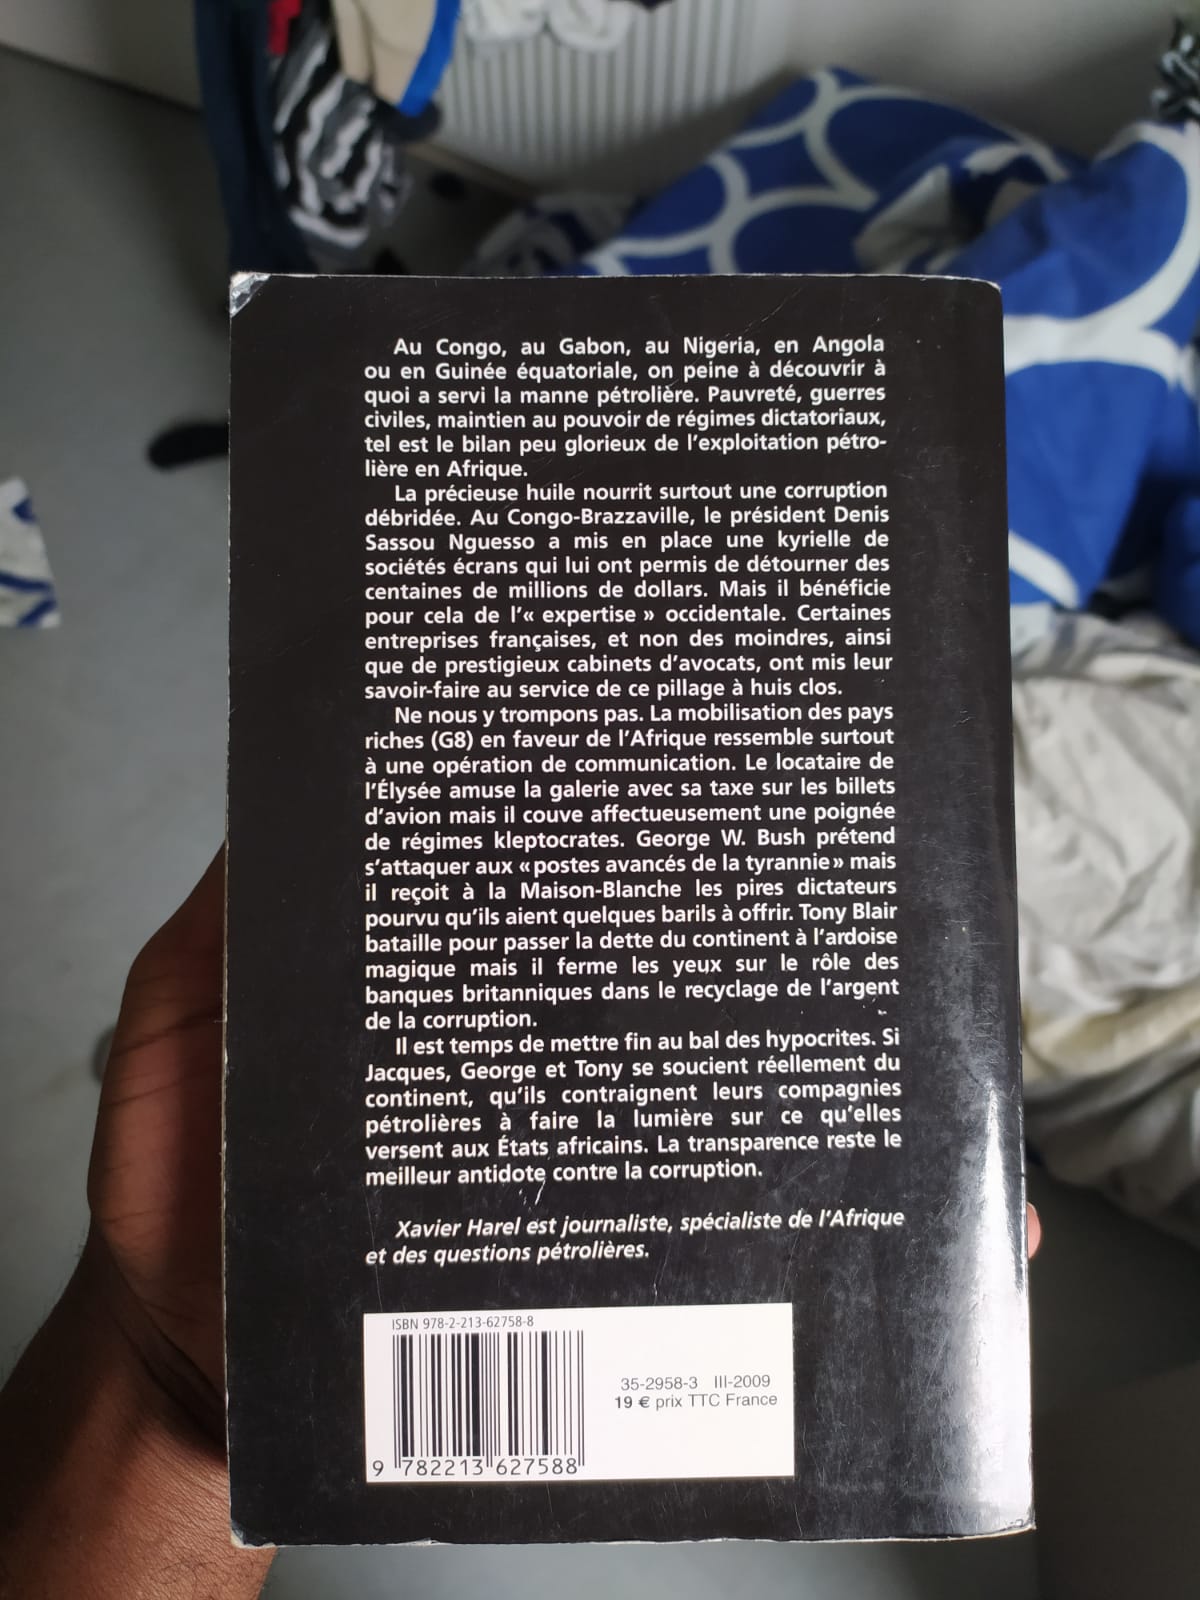 Au Congo, au Gabon, au Nigeria, en Angola
ou en Guinée équatoriale, on peine à découvrir à
quoi a servi la manne pétrolière. Pauvreté, guerres
civiles, maintien au pouvoir de régimes dictatoriaux,
tel est le bilan peu glorieux de l'exploitation pétro-
lière en Afrique.
La précieuse huile nourrit surtout une corruption
débridée. Au Congo-Brazzaville, le président Denis
Sassou Nguesso a mis en place une kyrielle de
sociétés écrans qui lui ont permis de détourner des
centaines de millions de dollars. Mais il bénéficie
pour cela de l'« expertise » occidentale. Certaines
entreprises françaises, et non des moindres, ainsi
que de prestigieux cabinets d'avocats, ont mis leur
savoir-faire au service de ce pillage à huis clos.
Ne nous y trompons pas. La mobilisation des pays
riches (G8) en faveur de l'Afrique ressemble surtout
à une opération de communication. Le locataire de
l'Élysée amuse la galerie avec sa taxe sur les billets
d'avion mais il couve affectueusement une poignée
de régimes kleptocrates. George W. Bush prétend
s'attaquer aux « postes avancés de la tyrannie » mais
il reçoit à la Maison-Blanche les pires dictateurs
pourvu qu'ils aient quelques barils à offrir. Tony Blair
bataille pour passer la dette du continent à l'ardoise
magique mais il ferme les yeux sur le rôle des
banques britanniques dans le recyclage de l'argent
de la corruption.
Il est temps de mettre fin au bal des hypocrites. Si
Jacques, George et Tony se soucient réellement du
continent, qu'ils contraignent leurs compagnies
pétrolières à faire la lumière sur ce qu'elles
versent aux États africains. La transparence reste le
meilleur antidote contre la corruption.
Xavier Harel est journaliste, spécialiste de l'Afrique
et des questions pétrolières.
ISBN 978-2-213-62758-8
35-2958-3 III-2009
19 € prix TTC France
9 782213 627588